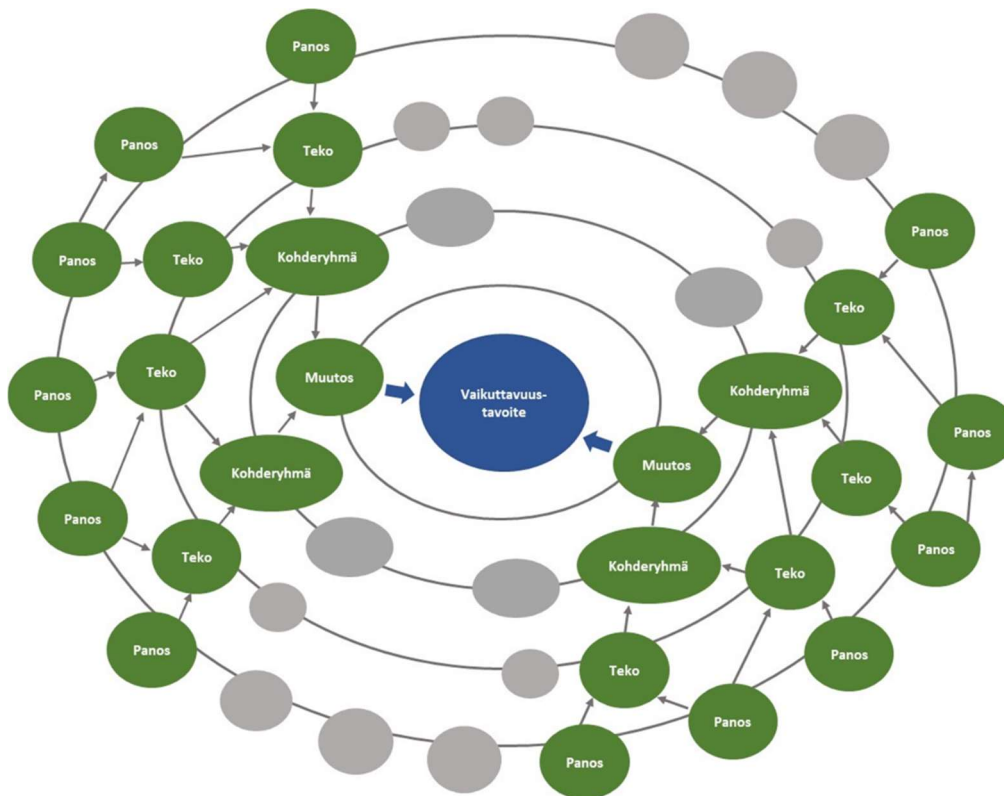 Panos
Panos
Teko
Panos
Panos
Teko
Kohderyhmä
Teko
Muutos
Teko
Panos
Vaikuttavuus-
tavoite
Kohderyhmä
Panos
Muutos
Kohderyhmä
Teko
Panos
Panos
Teko
Kohderyhmä
Teko
Panos
Panos
Teko
Panos
Panos